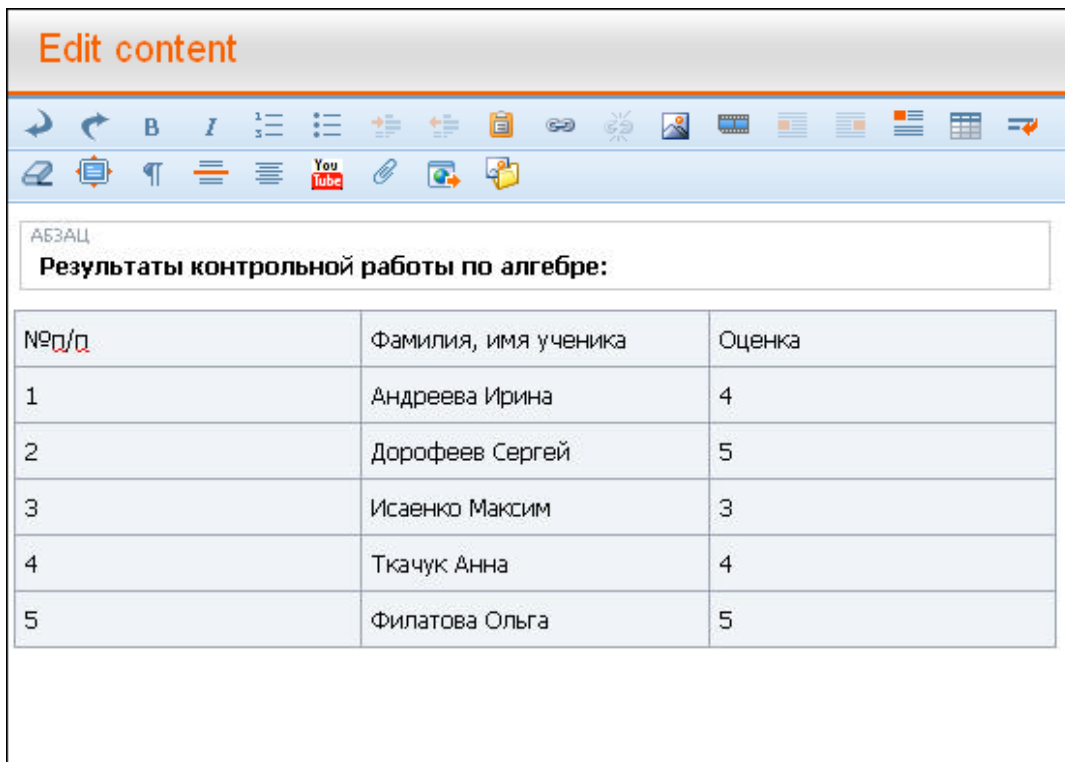 Edit content
You
Tube
АБЗАЦ
Результаты контрольной работы по алгебре:
№п/п Фамилия, имя ученика Оценка
1 Андреева Ирина 4
2 Дорофеев Сергей 5
3 Исаенко Максим 3
4 Ткачук Анна 4
5 Филатова Ольга 5